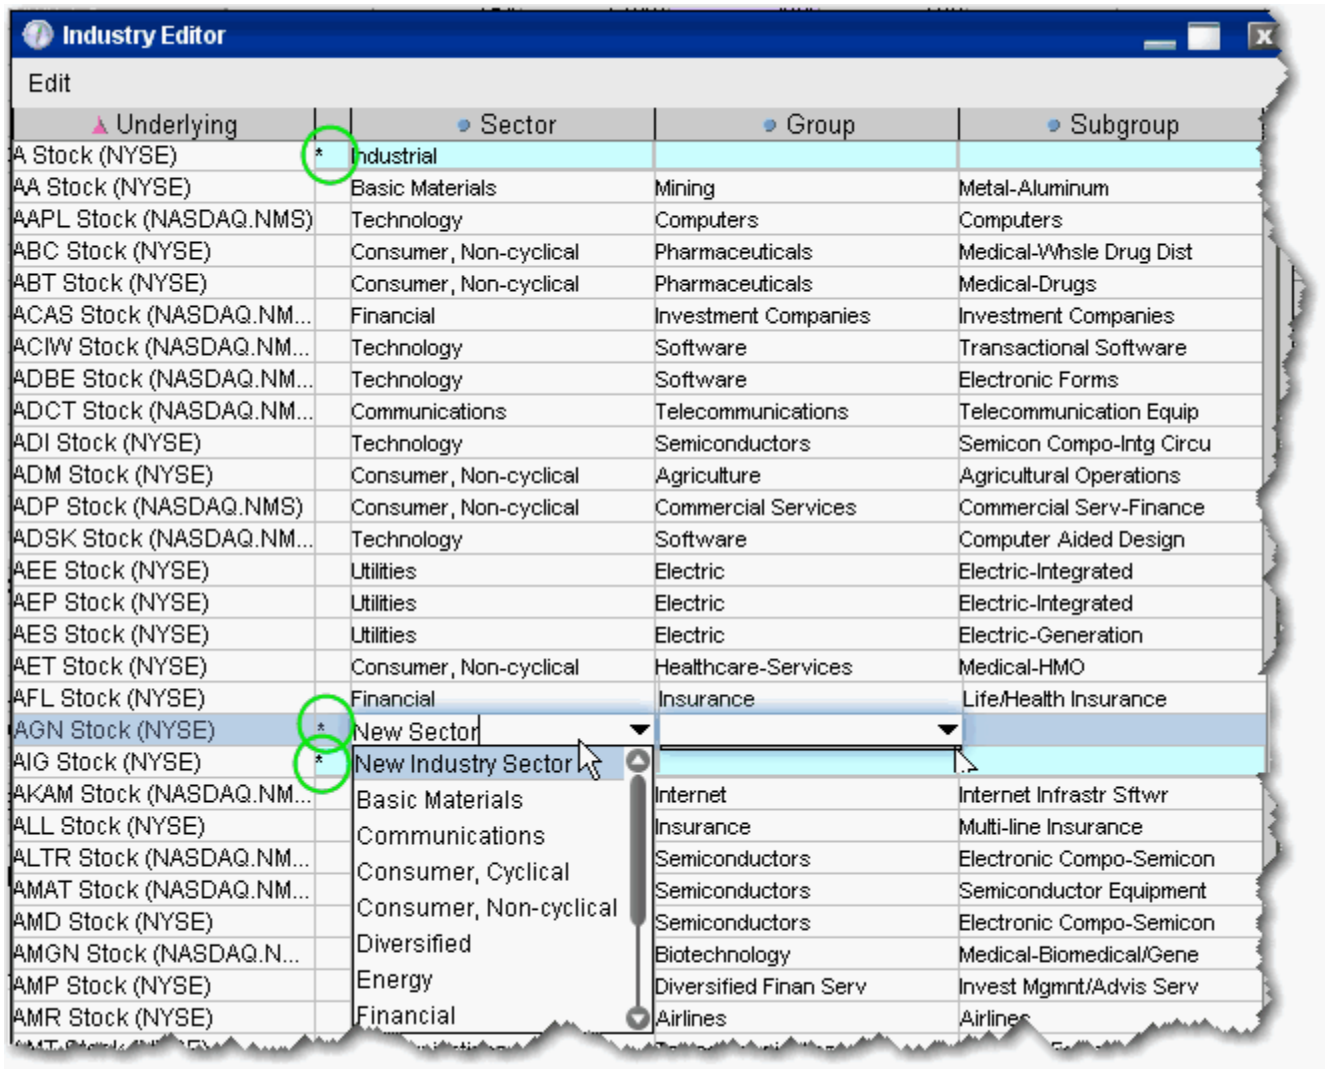 Industry Editor
Edit
Underlying Sector Group Subgroup
A Stock (NYSE) * Industrial
AA Stock (NYSE) Basic Materials Mining Metal-Aluminum
AAPL Stock (NASDAQ.NMS) Technology Computers Computers
ABC Stock (NYSE) Consumer, Non-cyclical Pharmaceuticals Medical-Whsle Drug Dist
ABT Stock (NYSE) Consumer, Non-cyclical Pharmaceuticals Medical-Drugs
ACAS Stock (NASDAQ.NM... Financial Investment Companies Investment Companies
ACIW Stock (NASDAQ.NM... Technology Software Transactional Software
ADBE Stock (NASDAQ.NM... Technology Software Electronic Forms
ADCT Stock (NASDAQ.NM... Communications Telecommunications Telecommunication Equip
ADI Stock (NYSE) Technology Semiconductors Semicon Compo-Intg Circu
ADM Stock (NYSE) Consumer, Non-cyclical Agriculture Agricultural Operations
ADP Stock (NASDAQ.NMS) Consumer, Non-cyclical Commercial Services Commercial Serv-Finance
ADSK Stock (NASDAQ.NM... Technology Software Computer Aided Design
AEE Stock (NYSE) Utilities Electric Electric-Integrated
AEP Stock (NYSE) Utilities Electric Electric-Integrated
AES Stock (NYSE) Utilities Electric Electric-Generation
AET Stock (NYSE) Consumer, Non-cyclical Healthcare-Services Medical-HMO
AFL Stock (NYSE) Financial Insurance Life/Health Insurance
AGN Stock (NYSE) * New Sector
AIG Stock (NYSE) * New Industry Sector
AKAM Stock (NASDAQ.NM... Basic Materials Internet Internet Infrastr Sftwr
ALL Stock (NYSE) Communications Insurance Multi-line Insurance
ALTR Stock (NASDAQ.NM... Consumer, Cyclical Semiconductors Electronic Compo-Semicon
AMAT Stock (NASDAQ.NM... Consumer, Non-cyclical Semiconductors Semiconductor Equipment
AMD Stock (NYSE) Diversified Semiconductors Electronic Compo-Semicon
AMGN Stock (NASDAQ.N... Energy Biotechnology Medical-Biomedical/Gene
AMP Stock (NYSE) Financial Diversified Finan Serv Invest Mgmnt/Advis Serv
AMR Stock (NYSE) Airlines Airlines